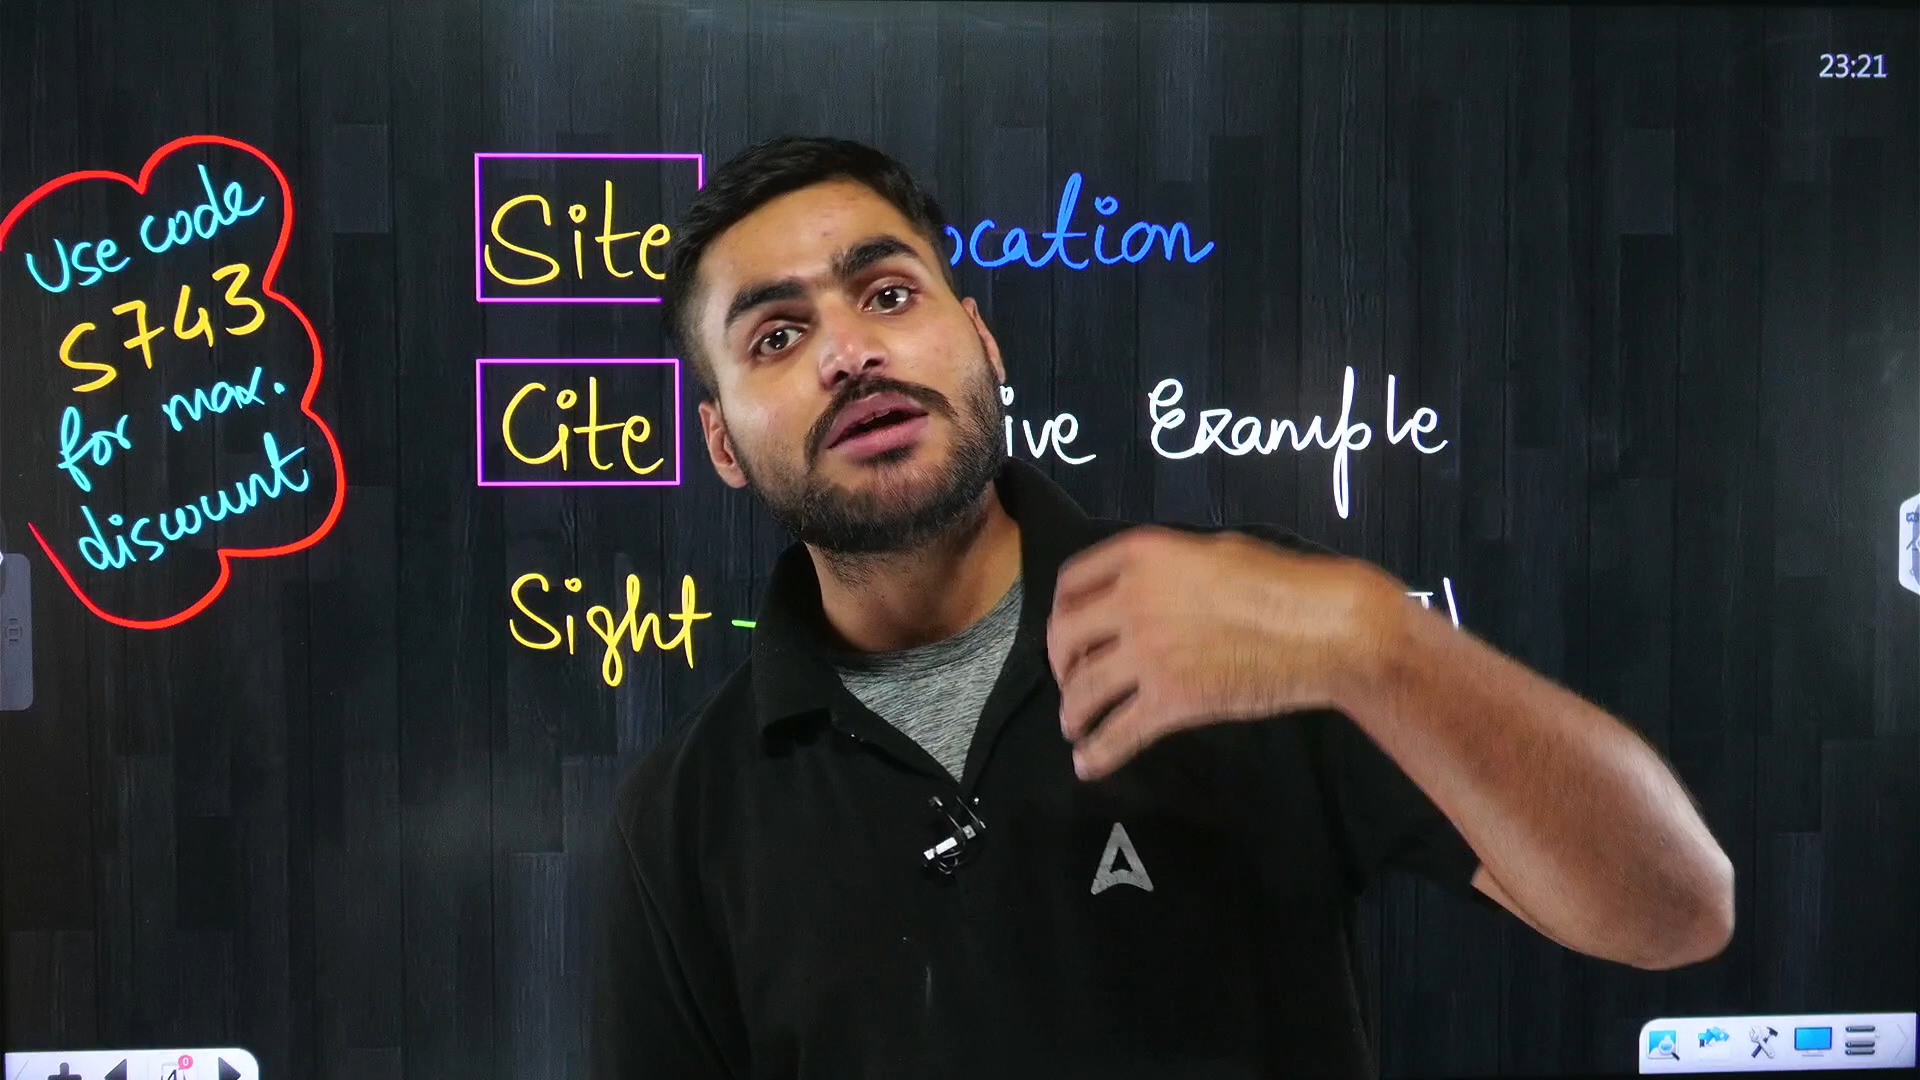 23:21
Use code
S743
for max.
discount
Site ocation
Cite ive Example
Sight -